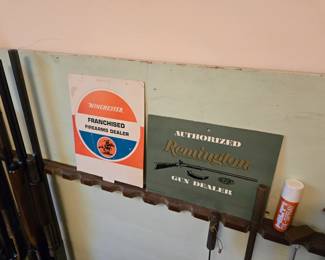 WINCHESTER
FRANCHISED
FIREARMS DEALER
AUTHORIZED
Remington
GUN DEALER